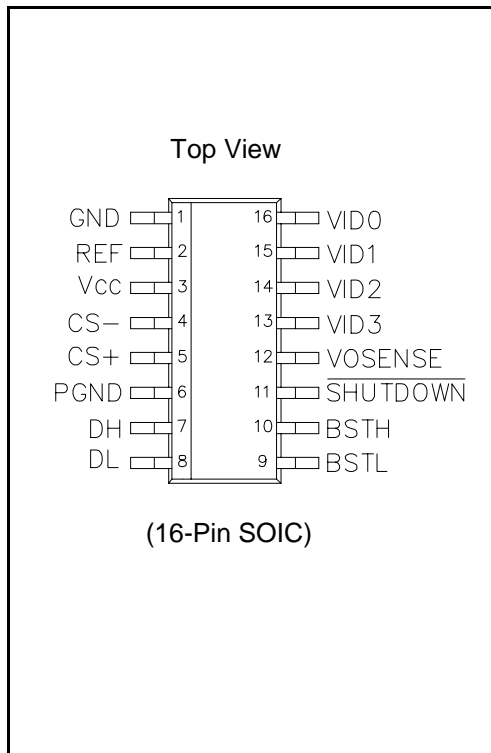 Top View
GND 1 16 VID0
REF 2 15 VID1
Vcc 3 14 VID2
CS- 4 13 VID3
CS+ 5 12 VOSENSE
PGND 6 11 SHUTDOWN
DH 7 10 BSTH
DL 8 9 BSTL
(16-Pin SOIC)